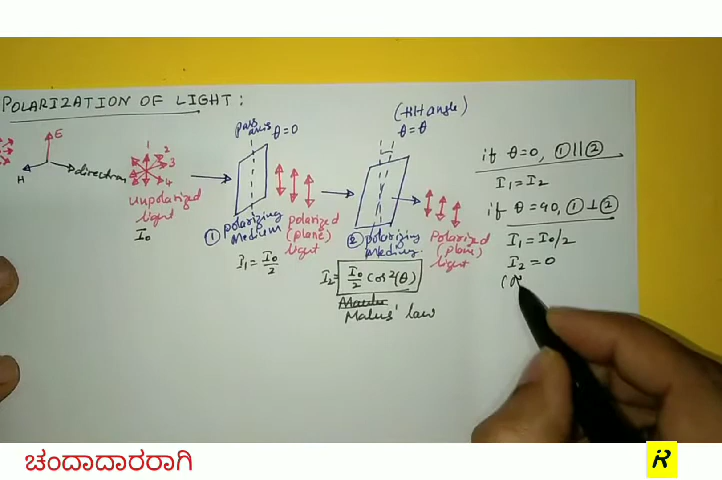 POLARIZATION OF LIGHT:
E
H
direction
1
2
3
4
Unpolarized
light
I₀
pass
axis
θ=0
① polarizing
medium
I₁ = I₀/2
Polarized
(plane)
light
(tilt angle)
θ = θ
② polarizing
medium.
I₂ = I₀/2 Cos²(θ)
Malus' law
Polarized
(plane)
light
if θ=0, ① || ②
I₁ = I₂
if θ = 90, ① ⊥ ②
I₁ = I₀/2
I₂ = 0
ಚಂದಾದಾರರಾಗಿ
R